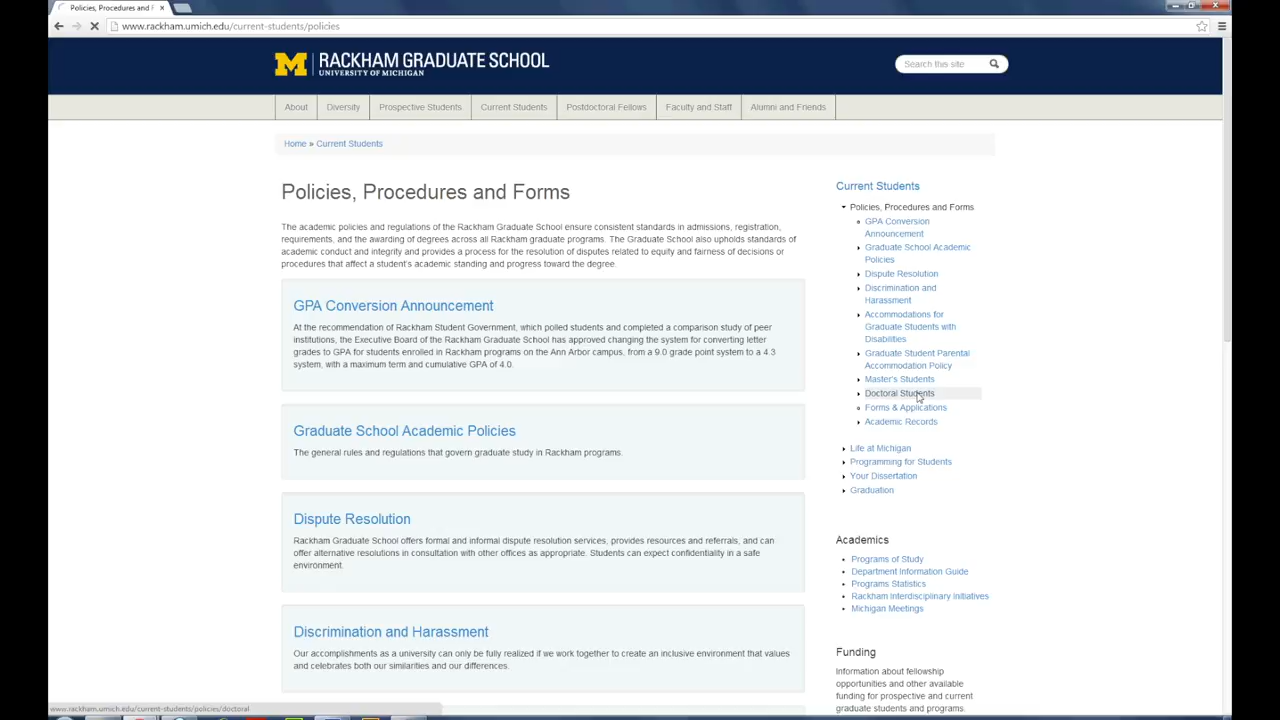 Policies, Procedures and F
www.rackham.umich.edu/current-students/policies
M RACKHAM GRADUATE SCHOOL
UNIVERSITY OF MICHIGAN
Search this site
About Diversity Prospective Students Current Students Postdoctoral Fellows Faculty and Staff Alumni and Friends
Home » Current Students
Policies, Procedures and Forms
The academic policies and regulations of the Rackham Graduate School ensure consistent standards in admissions, registration,
requirements, and the awarding of degrees across all Rackham graduate programs. The Graduate School also upholds standards of
academic conduct and integrity and provides a process for the resolution of disputes related to equity and fairness of decisions or
procedures that affect a student's academic standing and progress toward the degree.
GPA Conversion Announcement
At the recommendation of Rackham Student Government, which polled students and completed a comparison study of peer
institutions, the Executive Board of the Rackham Graduate School has approved changing the system for converting letter
grades to GPA for students enrolled in Rackham programs on the Ann Arbor campus, from a 9.0 grade point system to a 4.3
system, with a maximum term and cumulative GPA of 4.0.
Graduate School Academic Policies
The general rules and regulations that govern graduate study in Rackham programs.
Dispute Resolution
Rackham Graduate School offers formal and informal dispute resolution services, provides resources and referrals, and can
offer alternative resolutions in consultation with other offices as appropriate. Students can expect confidentiality in a safe
environment.
Discrimination and Harassment
Our accomplishments as a university can only be fully realized if we work together to create an inclusive environment that values
and celebrates both our similarities and our differences.
Current Students
Policies, Procedures and Forms
GPA Conversion
Announcement
Graduate School Academic
Policies
Dispute Resolution
Discrimination and
Harassment
Accommodations for
Graduate Students with
Disabilities
Graduate Student Parental
Accommodation Policy
Master's Students
Doctoral Students
Forms & Applications
Academic Records
Life at Michigan
Programming for Students
Your Dissertation
Graduation
Academics
Programs of Study
Department Information Guide
Programs Statistics
Rackham Interdisciplinary Initiatives
Michigan Meetings
Funding
Information about fellowship
opportunities and other available
funding for prospective and current
graduate students and programs.
www.rackham.umich.edu/current-students/policies/doctoral